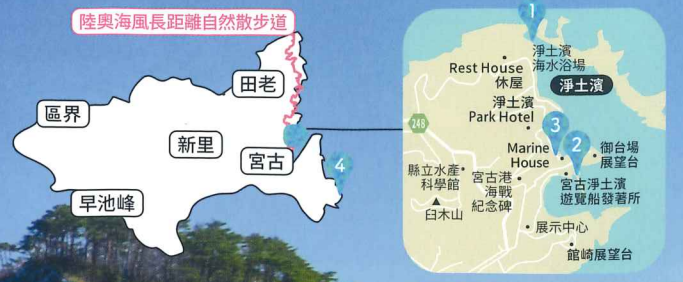 陸奧海風長距離自然散步道
田老
區界
新里
宮古
早池峰
4
1
淨土濱
海水浴場
Rest House
休屋
淨土濱
淨土濱
Park Hotel
248
3
2
Marine
House
御台場
展望台
縣立水產
科學館
宮古港
海戰
紀念碑
宮古淨土濱
遊覽船發著所
臼木山
展示中心
館崎展望台